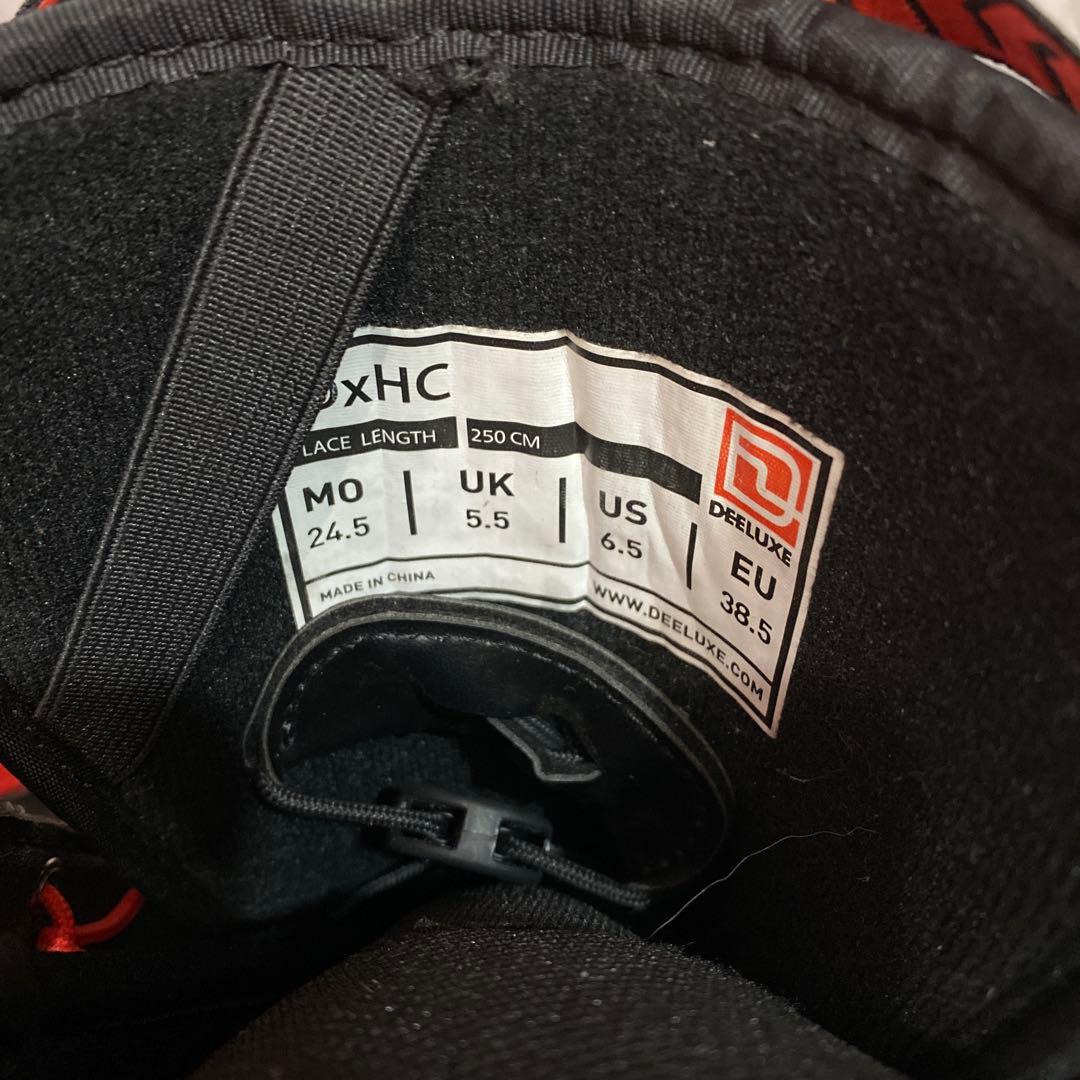 xHC
LACE LENGTH 250 CM
MO UK US EU
24.5 5.5 6.5 38.5
DEELUXE
MADE IN CHINA
WWW.DEELUXE.COM